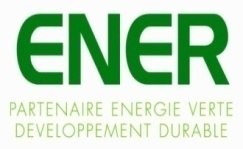 ENER
PARTENAIRE ENERGIE VERTE
DEVELOPPEMENT DURABLE